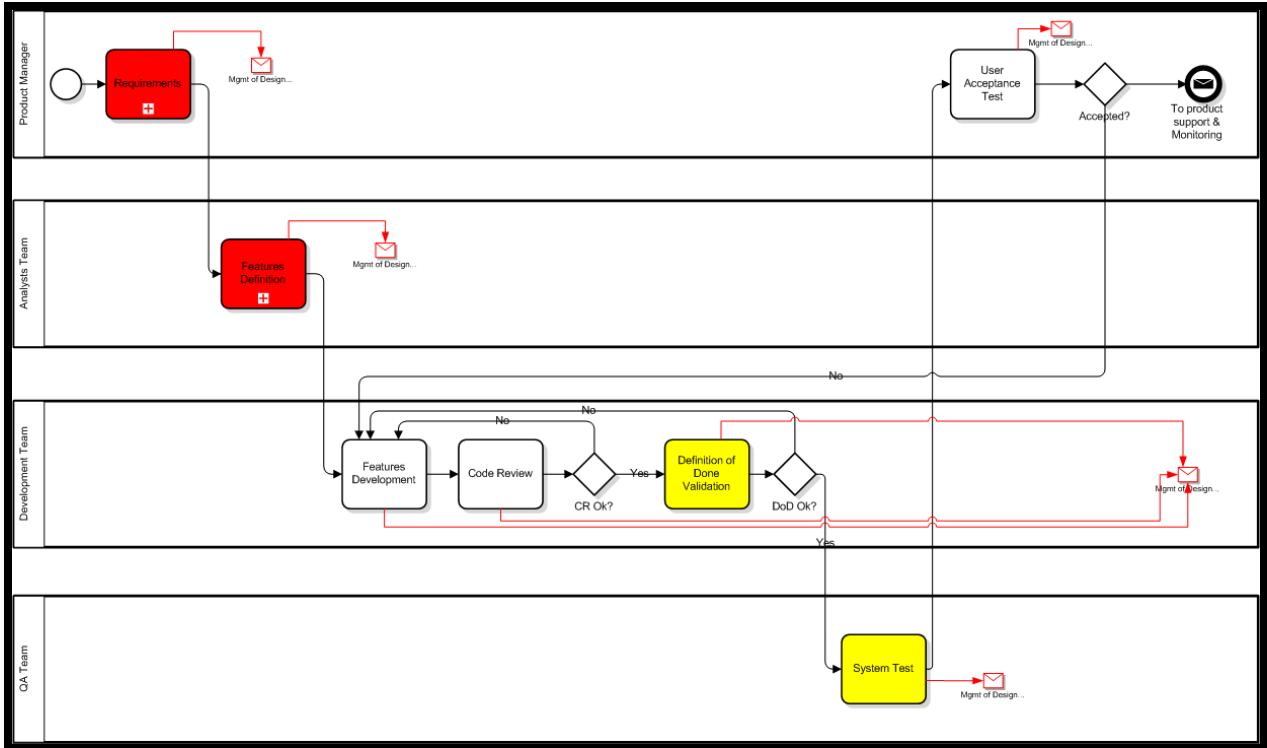 Product Manager
Requirements
Mgmt of Design...
User
Acceptance
Test
Mgmt of Design...
Accepted?
To product
support &
Monitoring
Analysts Team
Features
Definition
Mgmt of Design...
No
Development Team
No
No
Features
Development
Code Review
CR Ok?
Yes
Definition of
Done
Validation
DoD Ok?
Mgmt of Design...
Yes
QA Team
System Test
Mgmt of Design...